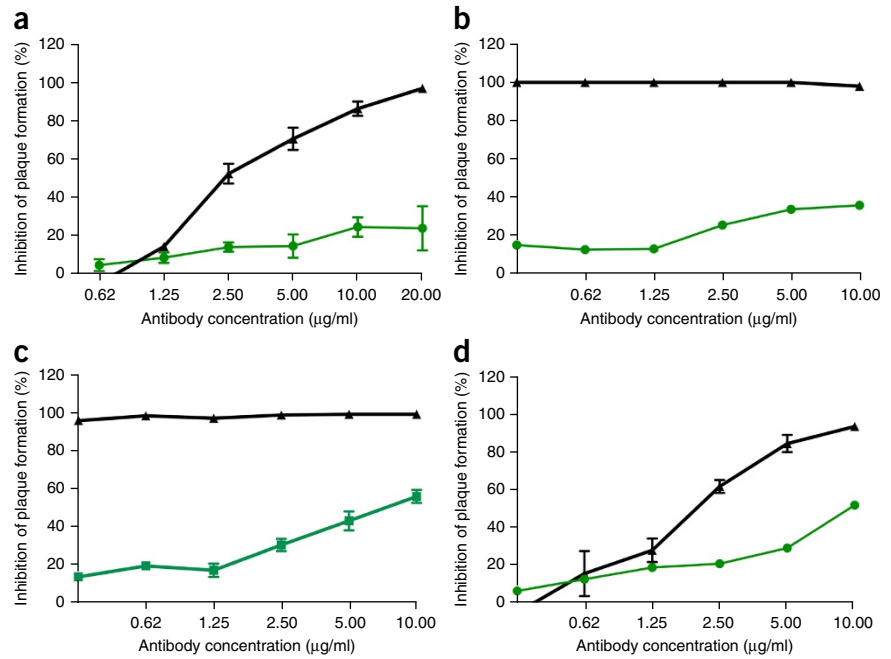 a
Inhibition of plaque formation (%)
120
100
80
60
40
20
0
0.62 1.25 2.50 5.00 10.00 20.00
Antibody concentration (µg/ml)
b
Inhibition of plaque formation (%)
120
100
80
60
40
20
0
0.62 1.25 2.50 5.00 10.00
Antibody concentration (µg/ml)
c
Inhibition of plaque formation (%)
120
100
80
60
40
20
0
0.62 1.25 2.50 5.00 10.00
Antibody concentration (µg/ml)
d
Inhibition of plaque formation (%)
120
100
80
60
40
20
0
0.62 1.25 2.50 5.00 10.00
Antibody concentration (µg/ml)